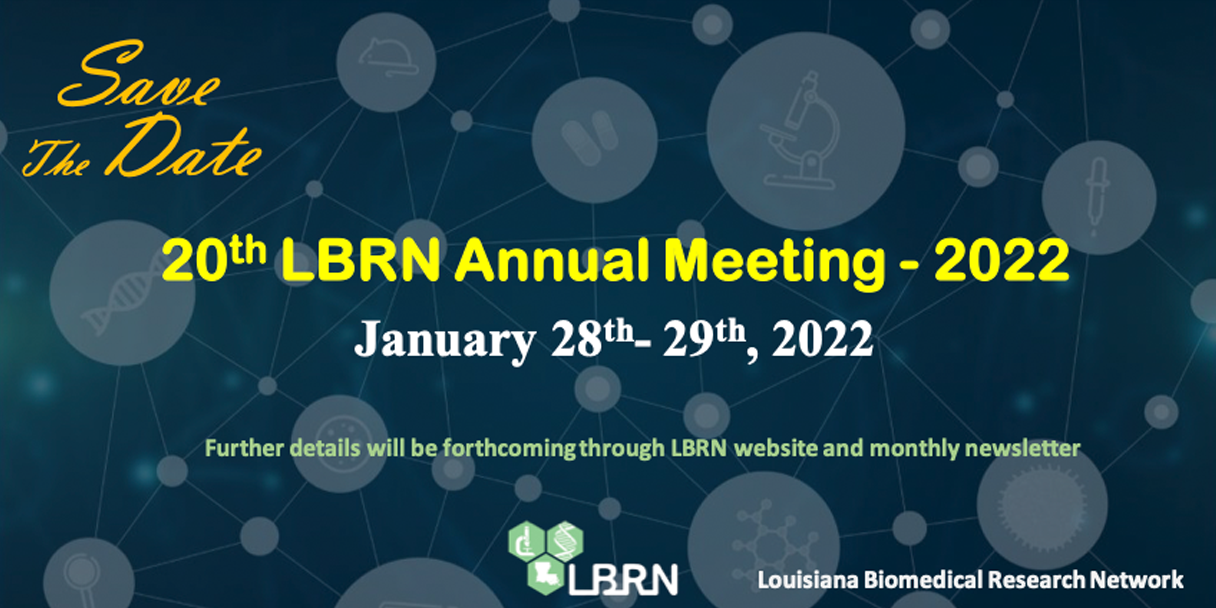 Save
The Date
20th LBRN Annual Meeting - 2022
January 28th- 29th, 2022
Further details will be forthcoming through LBRN website and monthly newsletter
LBRN
Louisiana Biomedical Research Network